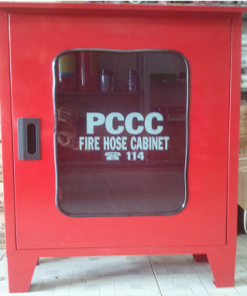 PCCC
FIRE HOSE CABINET
☎ 114